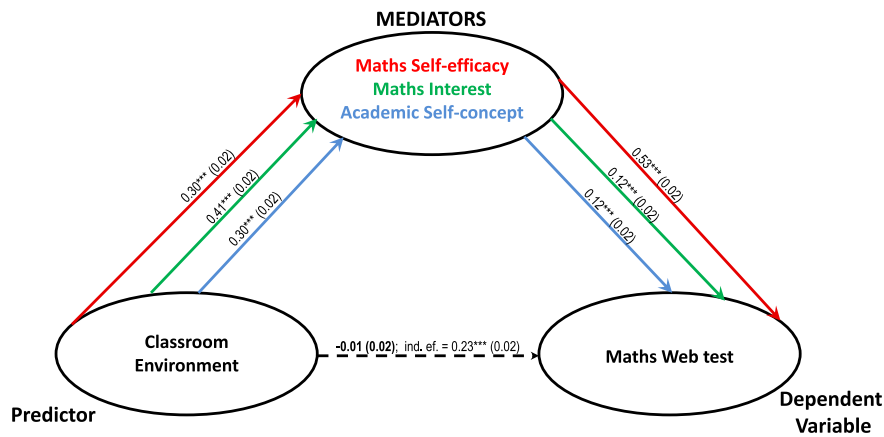 MEDIATORS
Maths Self-efficacy
Maths Interest
Academic Self-concept
0.30*** (0.02)
0.41*** (0.02)
0.30*** (0.02)
0.53*** (0.02)
0.12*** (0.02)
0.12*** (0.02)
Classroom
Environment
-0.01 (0.02);  ind. ef. = 0.23*** (0.02)
Maths Web test
Predictor
Dependent
Variable